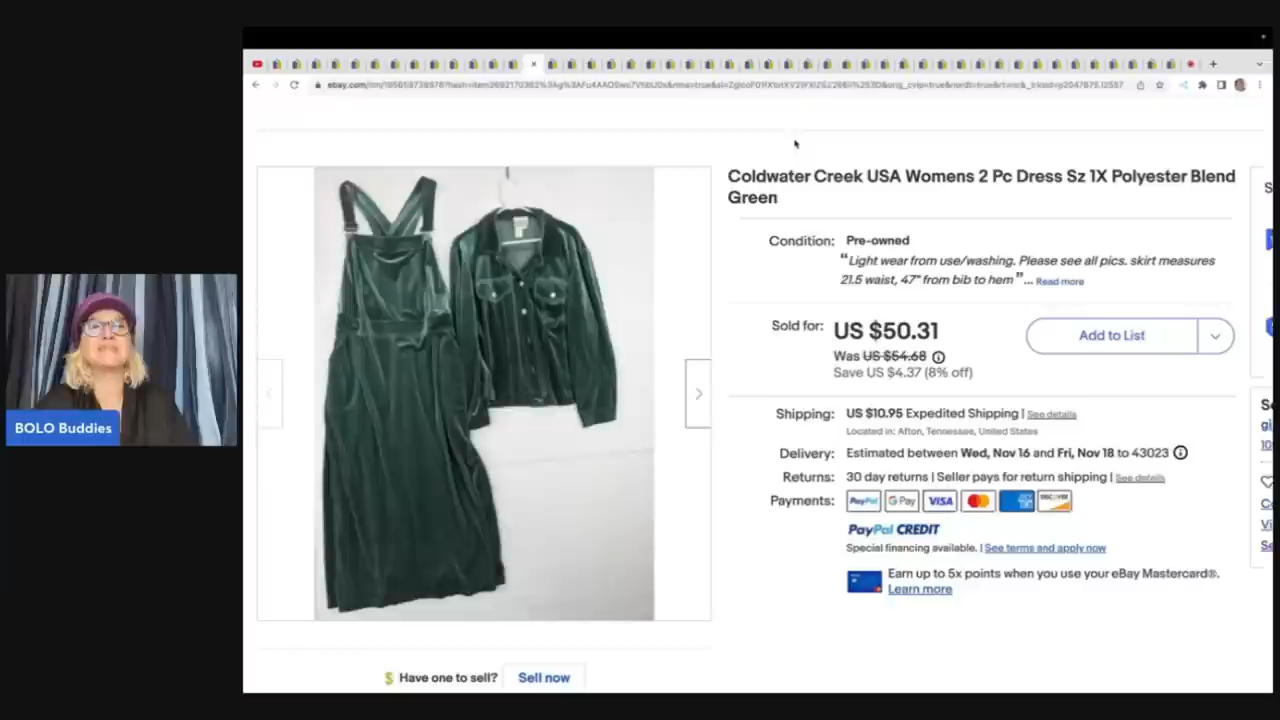 Coldwater Creek USA Womens 2 Pc Dress Sz 1X Polyester Blend
Green
Condition: Pre-owned
“Light wear from use/washing. Please see all pics. skirt measures
21.5 waist, 47" from bib to hem” ... Read more
Sold for: US $50.31
Add to List
Was US $54.68
Save US $4.37 (8% off)
Shipping: US $10.95 Expedited Shipping | See details
Located in: Afton, Tennessee, United States
Delivery: Estimated between Wed, Nov 16 and Fri, Nov 18 to 43023
Returns: 30 day returns | Seller pays for return shipping | See details
Payments: PayPal G Pay VISA DISCOVER
PayPal CREDIT
Special financing available. | See terms and apply now
Earn up to 5x points when you use your eBay Mastercard®.
Learn more
Have one to sell? Sell now
BOLO Buddies